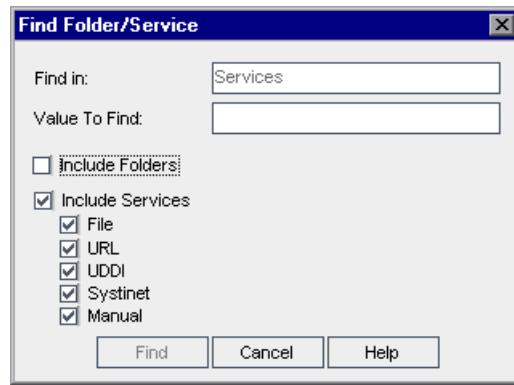 Find Folder/Service
Find in: Services
Value To Find:
Include Folders
Include Services
File
URL
UDDI
Systinet
Manual
Find Cancel Help